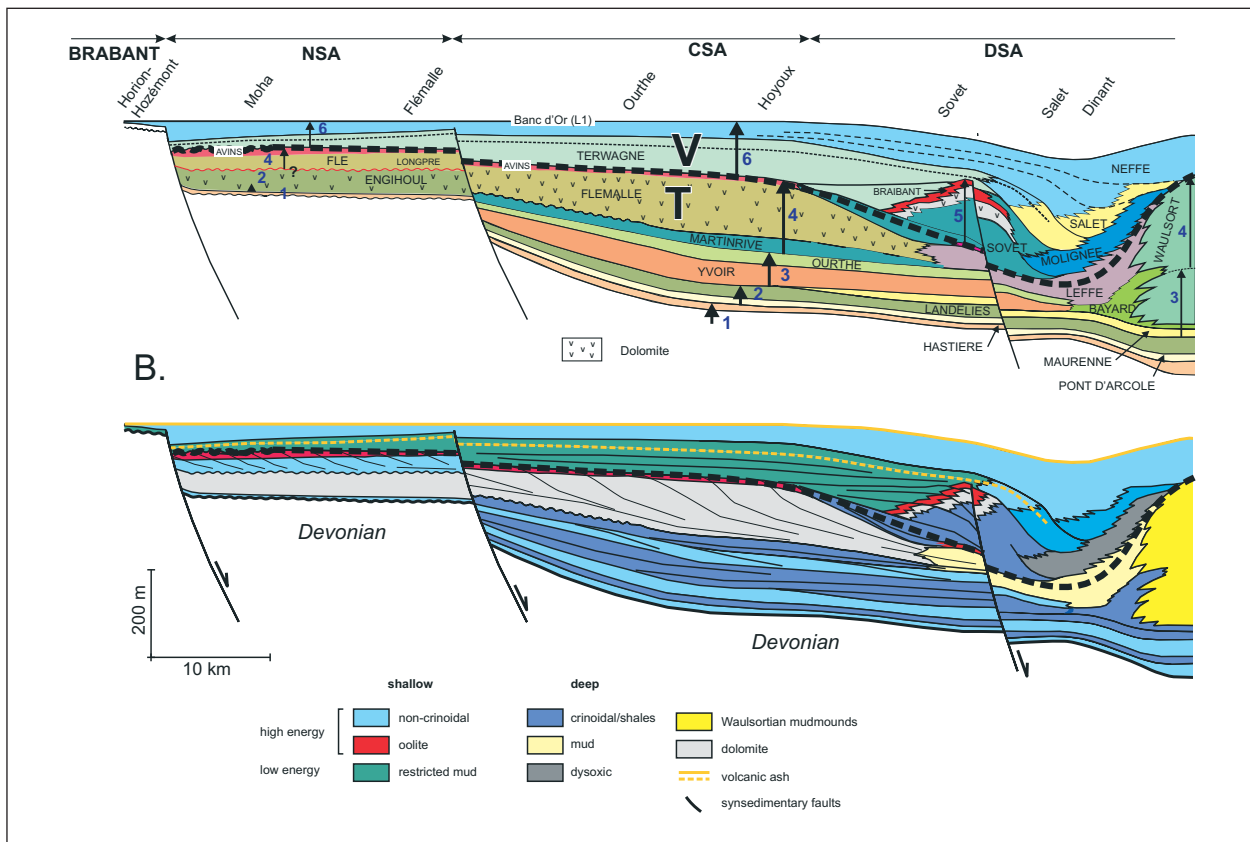 BRABANT NSA CSA DSA
Horion-
Hozémont
Moha
Flémalle
Ourthe
Hoyoux
Sovet
Salet
Dinant
Banc d'Or (L1)
6
AVINS
4
FLE
LONGPRE
?
2
ENGIHOUL
1
TERWAGNE
V
6
AVINS
T
FLEMALLE
4
MARTINRIVE
OURTHE
YVOIR
3
2
1
BRAIBANT
5
SOVET
NEFFE
SALET
MOLIGNEE
WAULSORT
4
LEFFE
BAYARD
3
LANDELIES
HASTIERE
MAURENNE
PONT D'ARCOLE
v v v
v v
Dolomite
B.
Devonian
Devonian
200 m
10 km
shallow deep
high energy
non-crinoidal crinoidal/shales Waulsortian mudmounds
oolite mud dolomite
low energy restricted mud dysoxic volcanic ash
synsedimentary faults